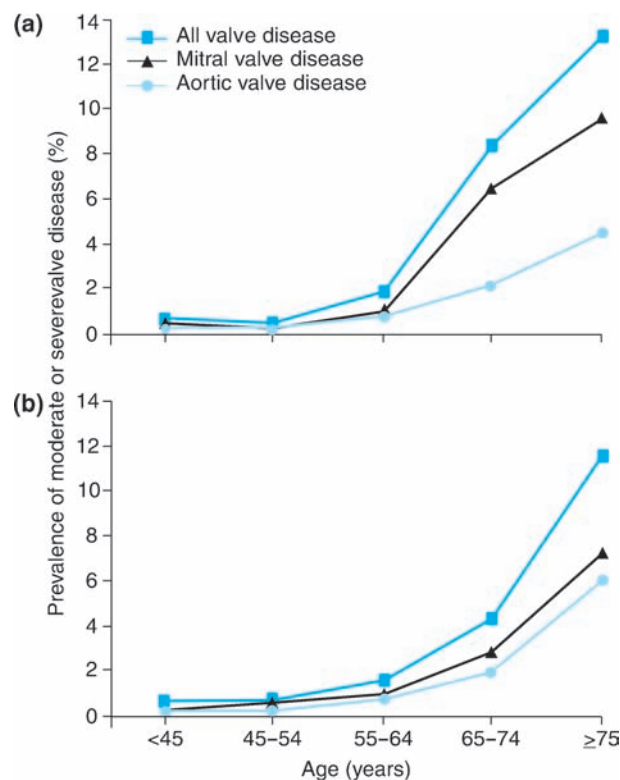 (a)
All valve disease
Mitral valve disease
Aortic valve disease
14
12
10
8
6
4
2
0
Prevalence of moderate or severevalve disease (%)
(b)
14
12
10
8
6
4
2
0
<45 45–54 55–64 65–74 ≥75
Age (years)